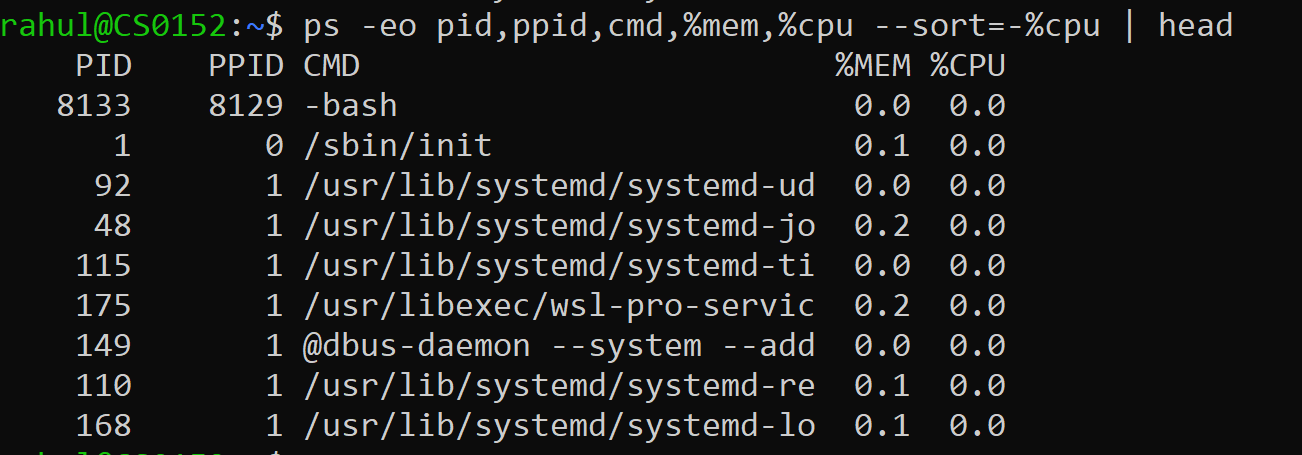 rahul@CS0152:~$ ps -eo pid,ppid,cmd,%mem,%cpu --sort=-%cpu | head
PID PPID CMD %MEM %CPU
8133 8129 -bash 0.0 0.0
1 0 /sbin/init 0.1 0.0
92 1 /usr/lib/systemd/systemd-ud 0.0 0.0
48 1 /usr/lib/systemd/systemd-jo 0.2 0.0
115 1 /usr/lib/systemd/systemd-ti 0.0 0.0
175 1 /usr/libexec/wsl-pro-servic 0.2 0.0
149 1 @dbus-daemon --system --add 0.0 0.0
110 1 /usr/lib/systemd/systemd-re 0.1 0.0
168 1 /usr/lib/systemd/systemd-lo 0.1 0.0